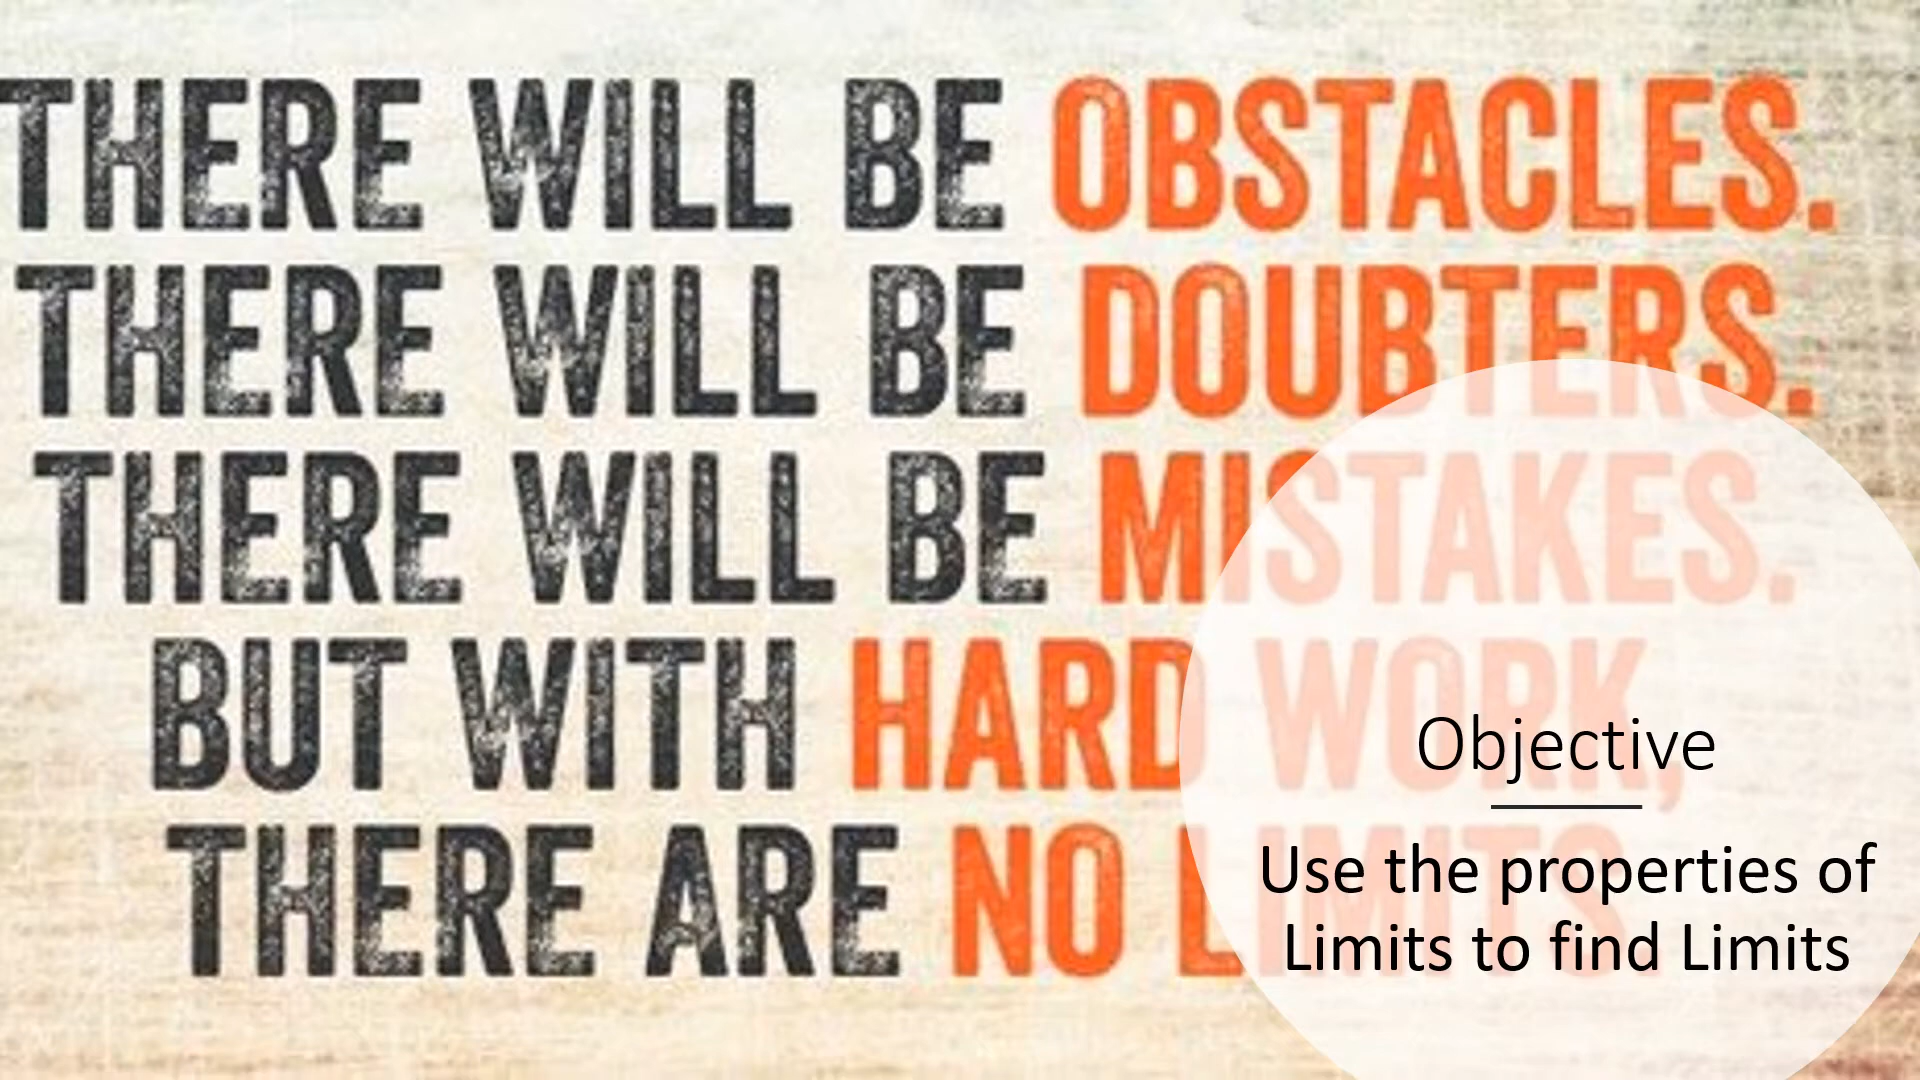 THERE WILL BE OBSTACLES.
THERE WILL BE DOUBTERS.
THERE WILL BE MISTAKES.
BUT WITH HARD WORK,
THERE ARE NO LIMITS
Objective
Use the properties of
Limits to find Limits